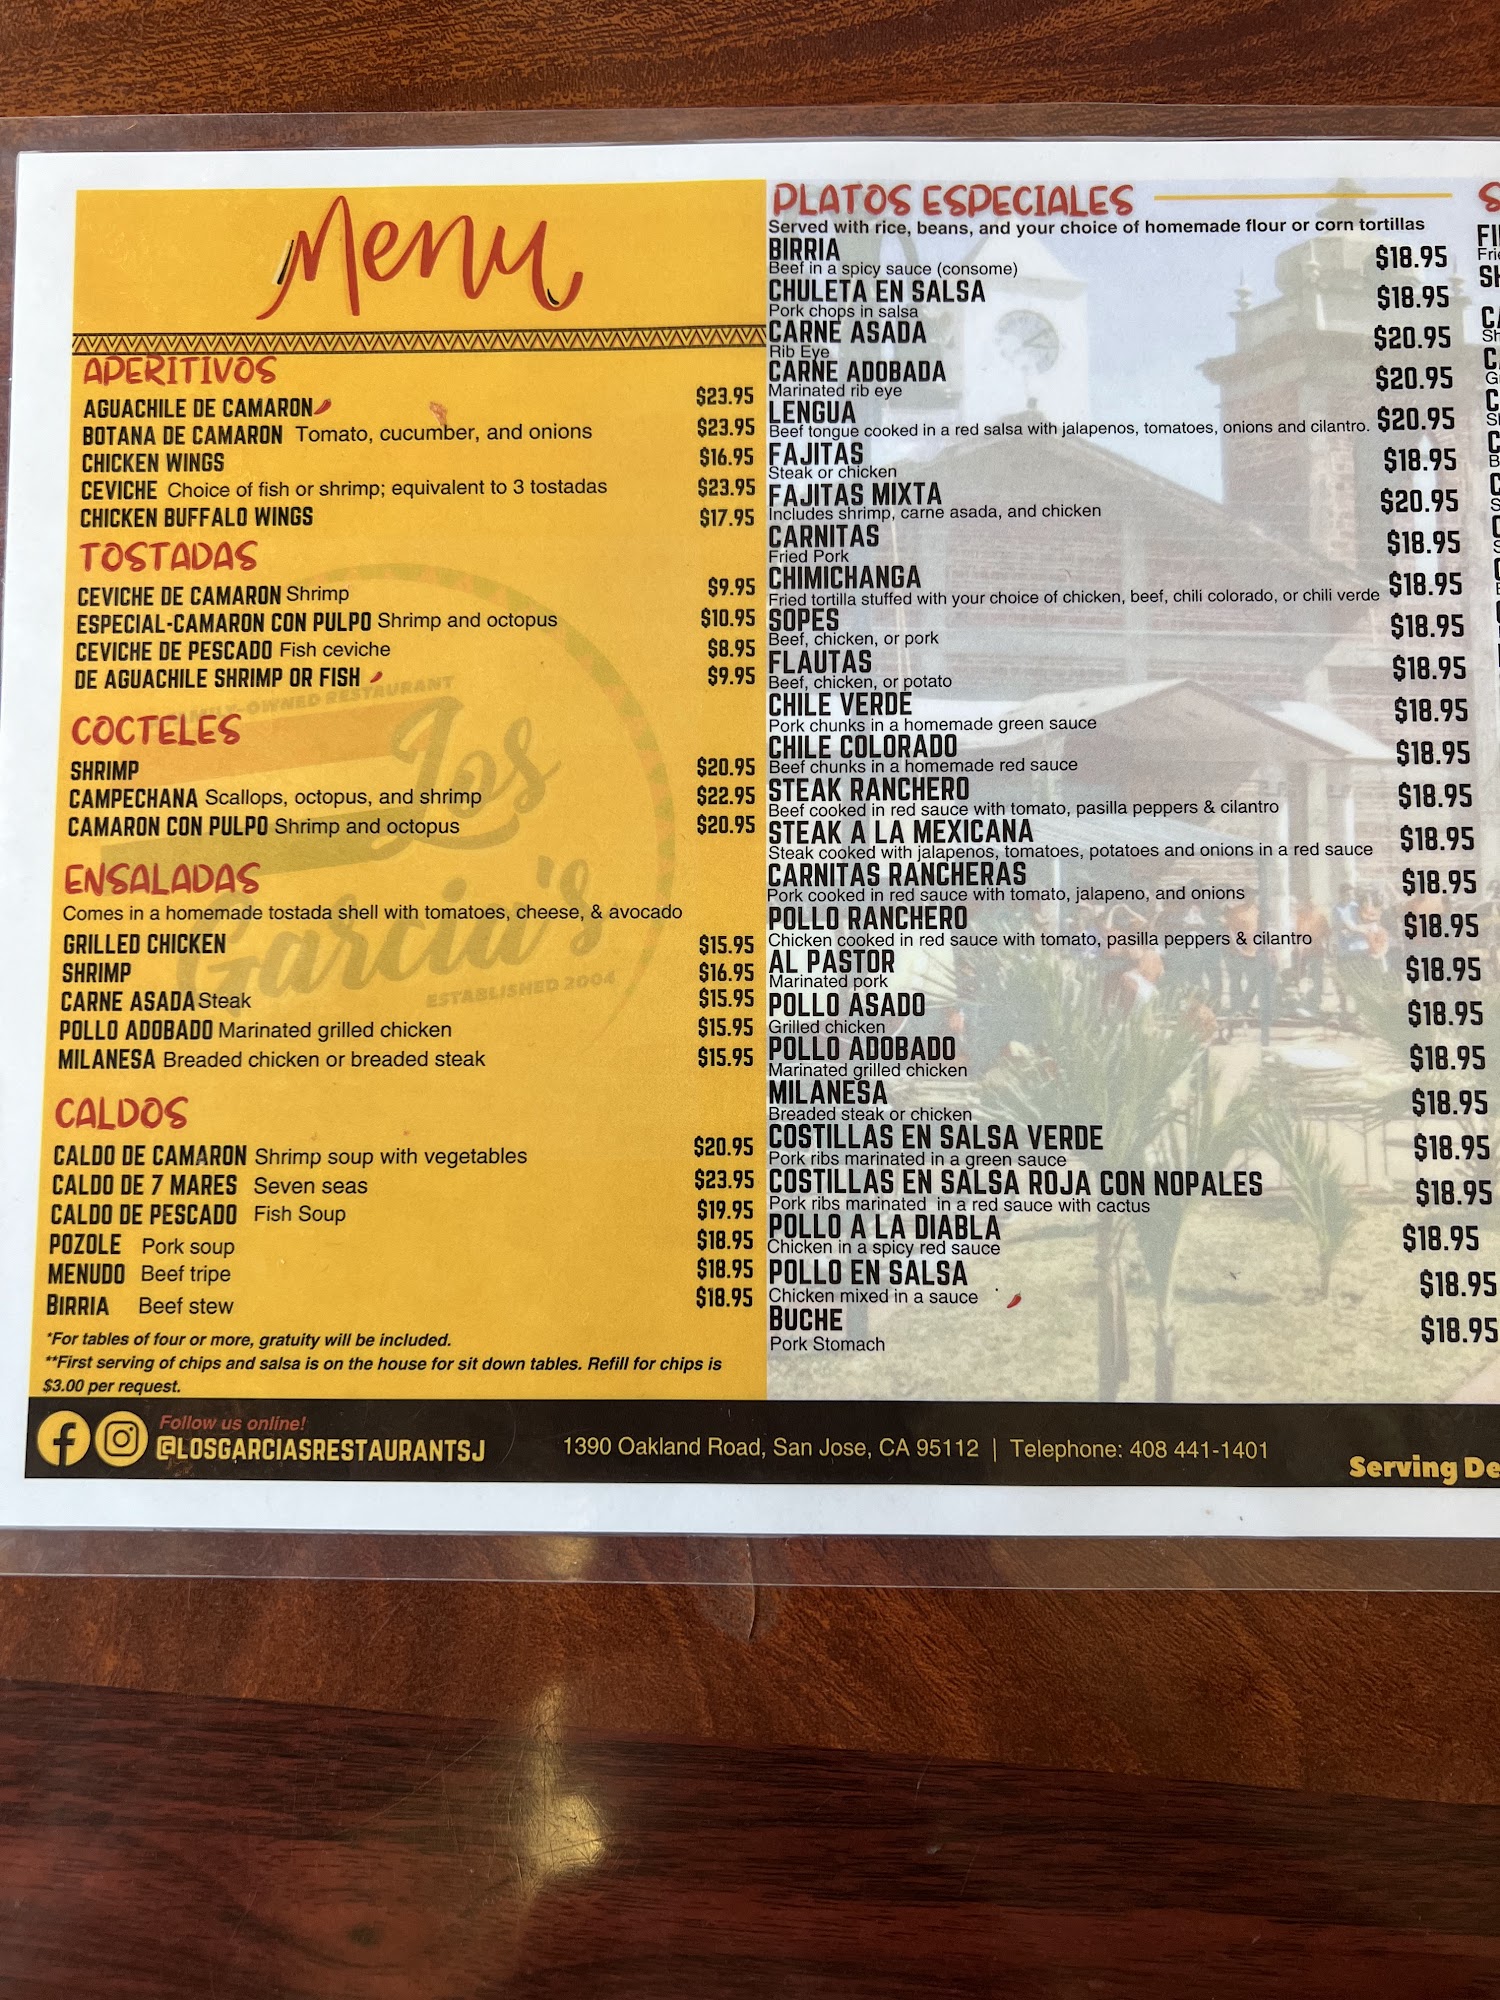 Menu
APERITIVOS
AGUACHILE DE CAMARON $23.95
BOTANA DE CAMARON Tomato, cucumber, and onions $23.95
CHICKEN WINGS $16.95
CEVICHE Choice of fish or shrimp; equivalent to 3 tostadas $23.95
CHICKEN BUFFALO WINGS $17.95
TOSTADAS
CEVICHE DE CAMARON Shrimp $9.95
ESPECIAL-CAMARON CON PULPO Shrimp and octopus $10.95
CEVICHE DE PESCADO Fish ceviche $8.95
DE AGUACHILE SHRIMP OR FISH $9.95
FAMILY-OWNED RESTAURANT
Los
Garcia's
ESTABLISHED 2004
COCTELES
SHRIMP $20.95
CAMPECHANA Scallops, octopus, and shrimp $22.95
CAMARON CON PULPO Shrimp and octopus $20.95
ENSALADAS
Comes in a homemade tostada shell with tomatoes, cheese, & avocado
GRILLED CHICKEN $15.95
SHRIMP $16.95
CARNE ASADA Steak $15.95
POLLO ADOBADO Marinated grilled chicken $15.95
MILANESA Breaded chicken or breaded steak $15.95
CALDOS
CALDO DE CAMARON Shrimp soup with vegetables $20.95
CALDO DE 7 MARES Seven seas $23.95
CALDO DE PESCADO Fish Soup $19.95
POZOLE Pork soup $18.95
MENUDO Beef tripe $18.95
BIRRIA Beef stew $18.95
*For tables of four or more, gratuity will be included.
**First serving of chips and salsa is on the house for sit down tables. Refill for chips is
$3.00 per request.
PLATOS ESPECIALES
Served with rice, beans, and your choice of homemade flour or corn tortillas
BIRRIA $18.95
Beef in a spicy sauce (consome)
CHULETA EN SALSA $18.95
Pork chops in salsa
CARNE ASADA $20.95
Rib Eye
CARNE ADOBADA $20.95
Marinated rib eye
LENGUA $20.95
Beef tongue cooked in a red salsa with jalapenos, tomatoes, onions and cilantro.
FAJITAS $18.95
Steak or chicken
FAJITAS MIXTA $20.95
Includes shrimp, carne asada, and chicken
CARNITAS $18.95
Fried Pork
CHIMICHANGA $18.95
Fried tortilla stuffed with your choice of chicken, beef, chili colorado, or chili verde
SOPES $18.95
Beef, chicken, or pork
FLAUTAS $18.95
Beef, chicken, or potato
CHILE VERDE $18.95
Pork chunks in a homemade green sauce
CHILE COLORADO $18.95
Beef chunks in a homemade red sauce
STEAK RANCHERO $18.95
Beef cooked in red sauce with tomato, pasilla peppers & cilantro
STEAK A LA MEXICANA $18.95
Steak cooked with jalapenos, tomatoes, potatoes and onions in a red sauce
CARNITAS RANCHERAS $18.95
Pork cooked in red sauce with tomato, jalapeno, and onions
POLLO RANCHERO $18.95
Chicken cooked in red sauce with tomato, pasilla peppers & cilantro
AL PASTOR $18.95
Marinated pork
POLLO ASADO $18.95
Grilled chicken
POLLO ADOBADO $18.95
Marinated grilled chicken
MILANESA $18.95
Breaded steak or chicken
COSTILLAS EN SALSA VERDE $18.95
Pork ribs marinated in a green sauce
COSTILLAS EN SALSA ROJA CON NOPALES $18.95
Pork ribs marinated in a red sauce with cactus
POLLO A LA DIABLA $18.95
Chicken in a spicy red sauce
POLLO EN SALSA $18.95
Chicken mixed in a sauce
BUCHE $18.95
Pork Stomach
Follow us online!
@LOSGARCIASRESTAURANTSJ
1390 Oakland Road, San Jose, CA 95112 | Telephone: 408 441-1401
Serving De